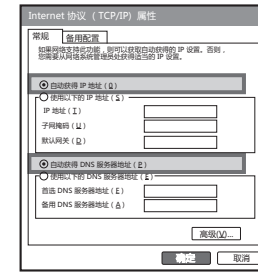 Internet 协议 （TCP/IP) 属性
常规 备用配置
如果网络支持此功能，则可以获取自动获得的 IP 设置。否则，
您需要从网络系统管理员处获得适当的 IP 设置。
自动获得 IP 地址（O）
使用以下的 IP 地址（S）
IP 地址（I）
子网掩码（U）
默认网关（D）
自动获得 DNS 服务器地址（P）
使用以下的 DNS 服务器地址（E）
首选 DNS 服务器地址（E）
备用 DNS 服务器地址（A）
高级(V)...
确定 取消